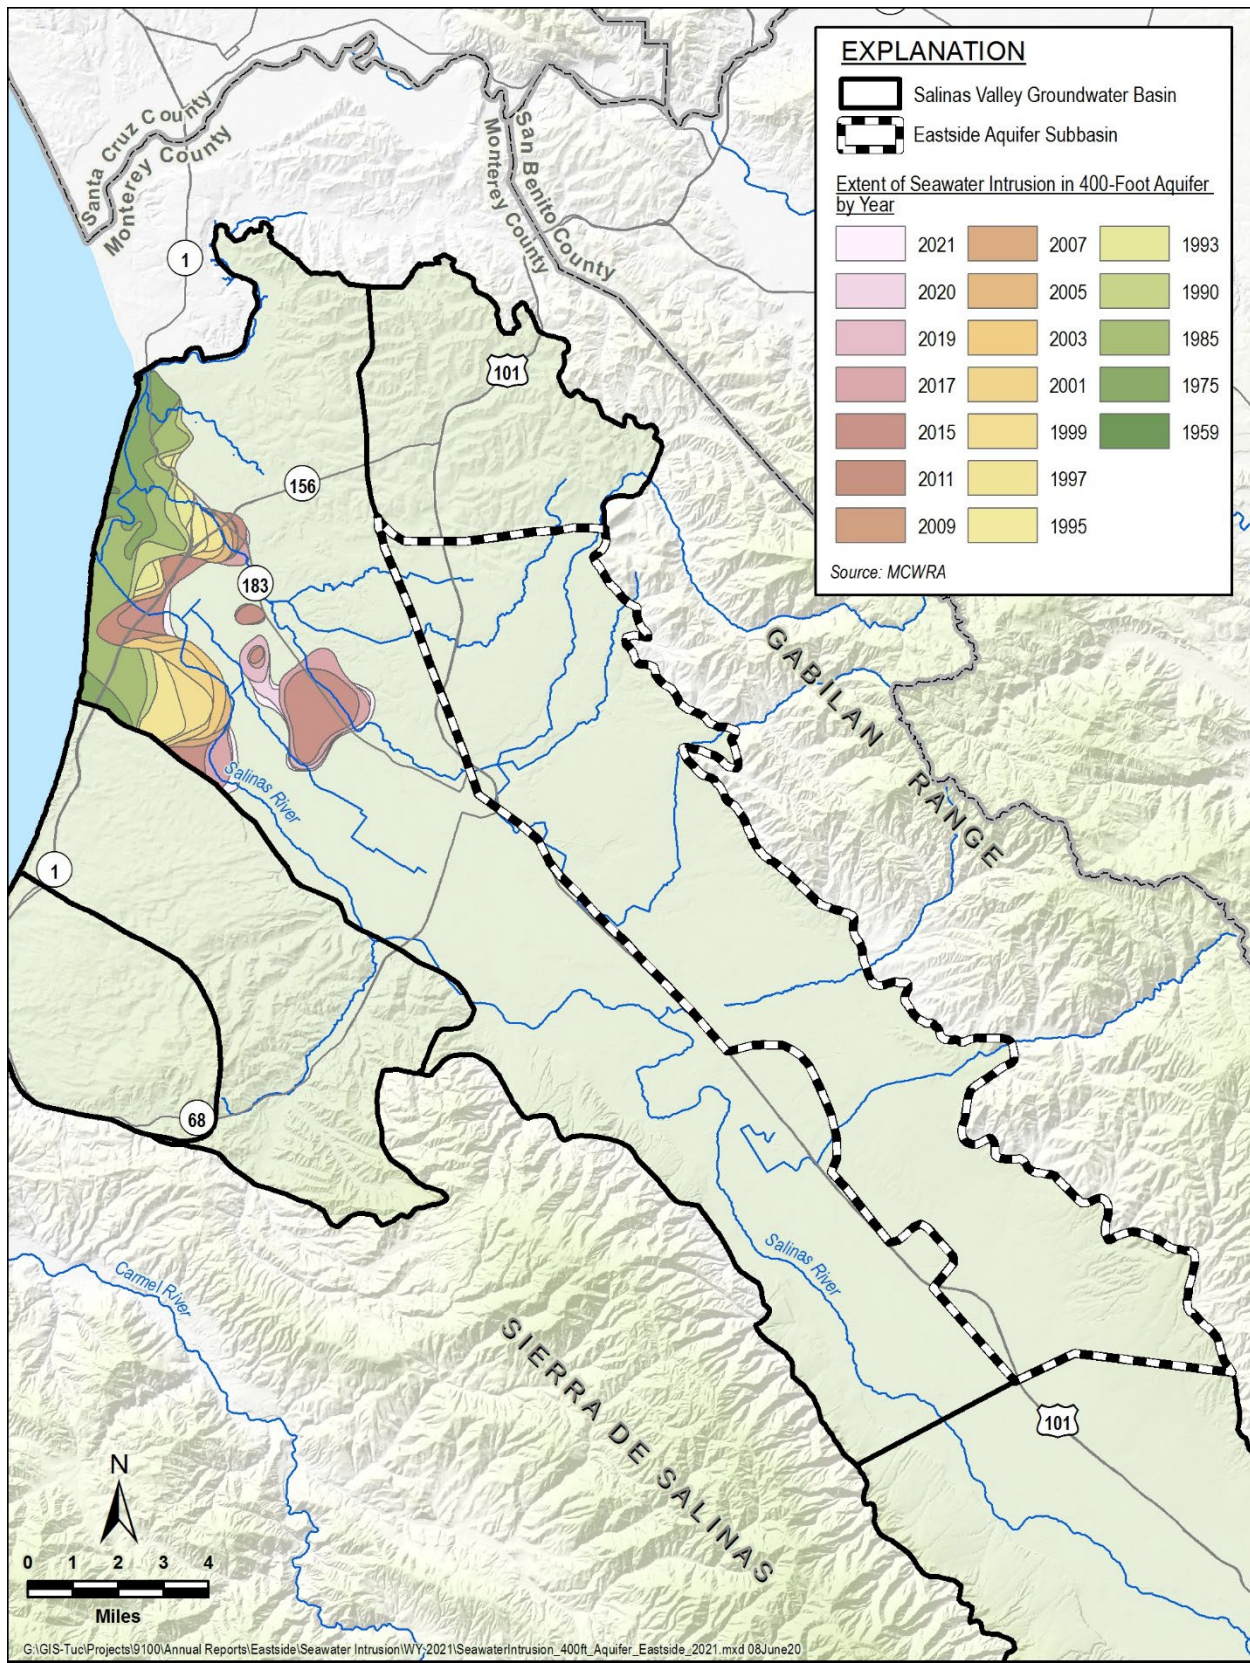 EXPLANATION
Salinas Valley Groundwater Basin
Eastside Aquifer Subbasin
Extent of Seawater Intrusion in 400-Foot Aquifer
by Year
2021 2007 1993
2020 2005 1990
2019 2003 1985
2017 2001 1975
2015 1999 1959
2011 1997
2009 1995
Source: MCWRA
Santa Cruz County
Monterey County
San Benito County
Monterey County
1
101
156
183
GABILAN RANGE
Salinas River
1
68
Salinas River
Carmel River
SIERRA DE SALINAS
101
N
0 1 2 3 4
Miles
G:\GIS-Tuc\Projects\9100\Annual Reports\Eastside\Seawater Intrusion\WY-2021\SeawaterIntrusion_400ft_Aquifer_Eastside_2021.mxd 08June20